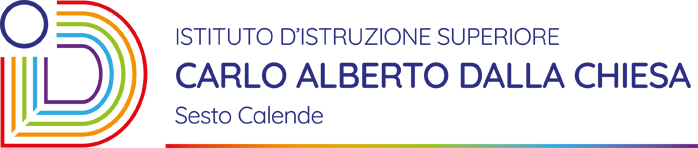 ISTITUTO D'ISTRUZIONE SUPERIORE
CARLO ALBERTO DALLA CHIESA
Sesto Calende